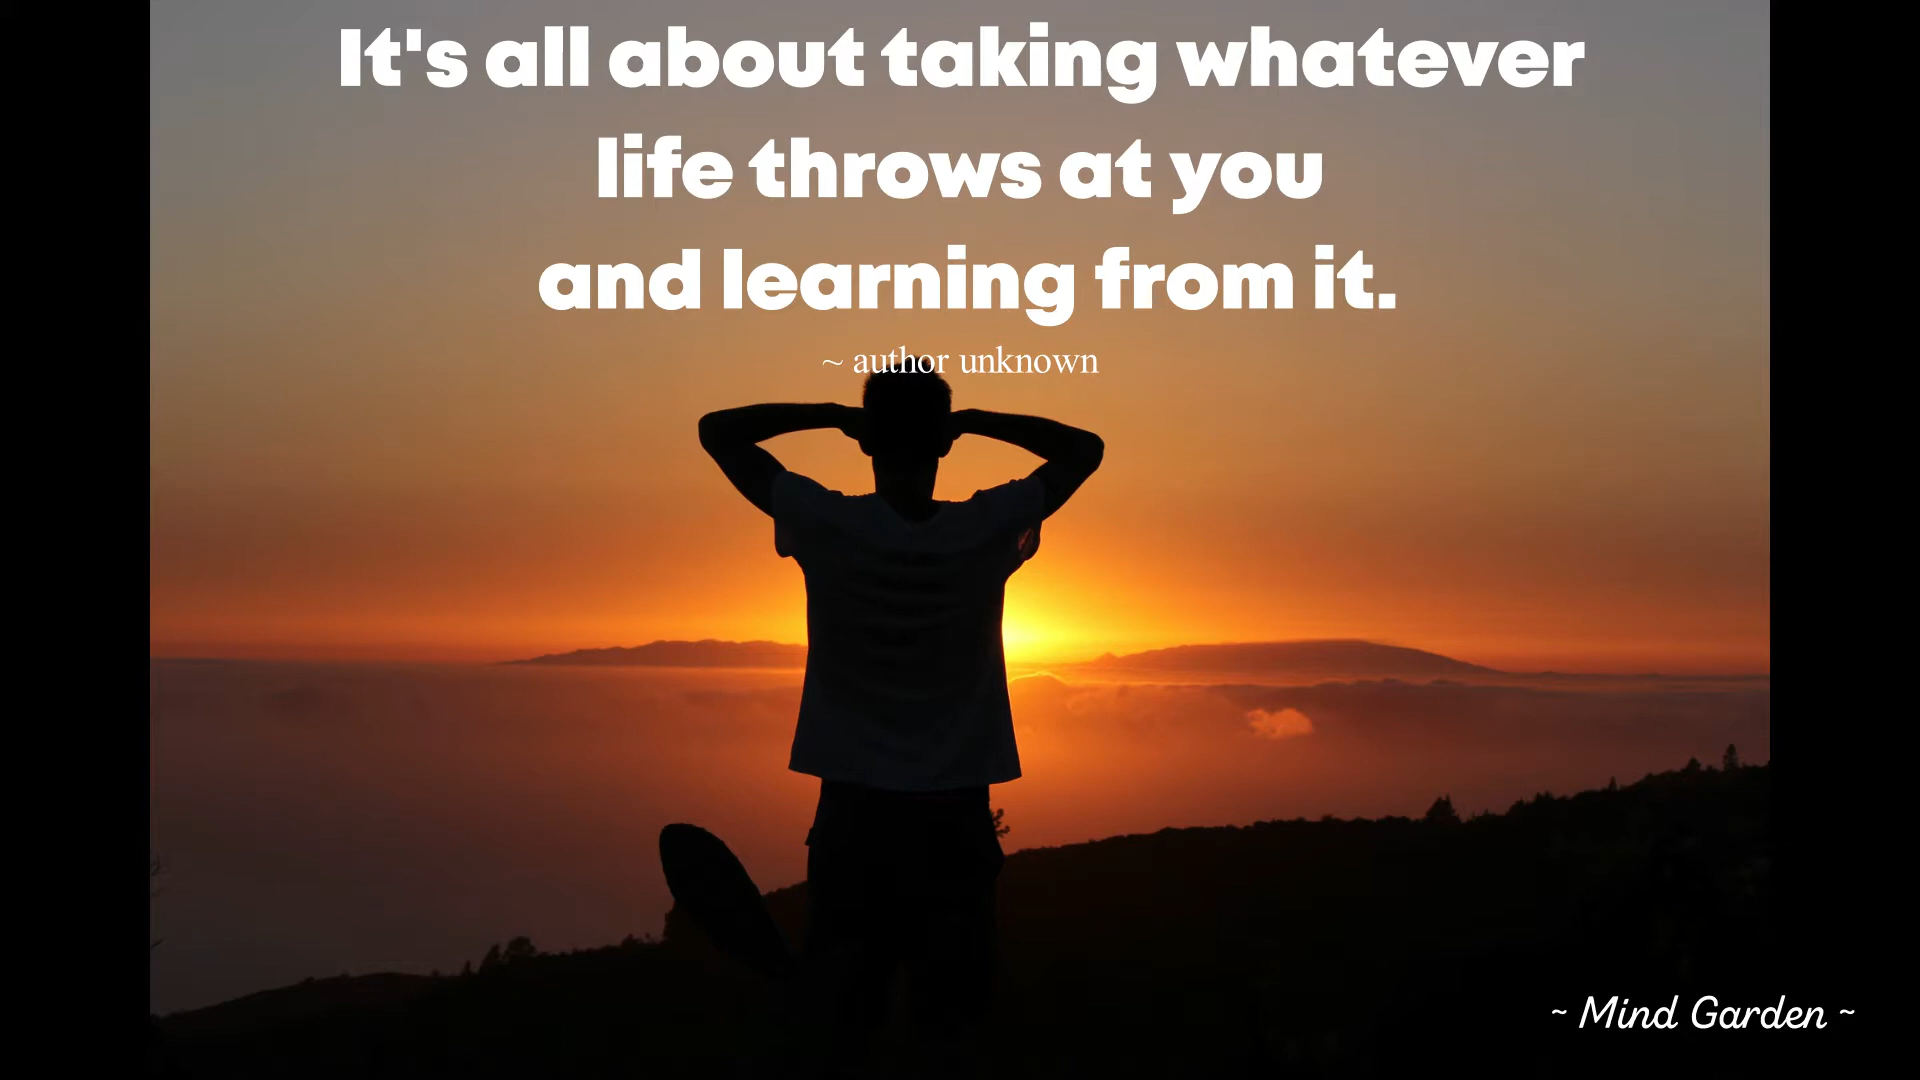 It's all about taking whatever
life throws at you
and learning from it.
~ author unknown
~ Mind Garden ~